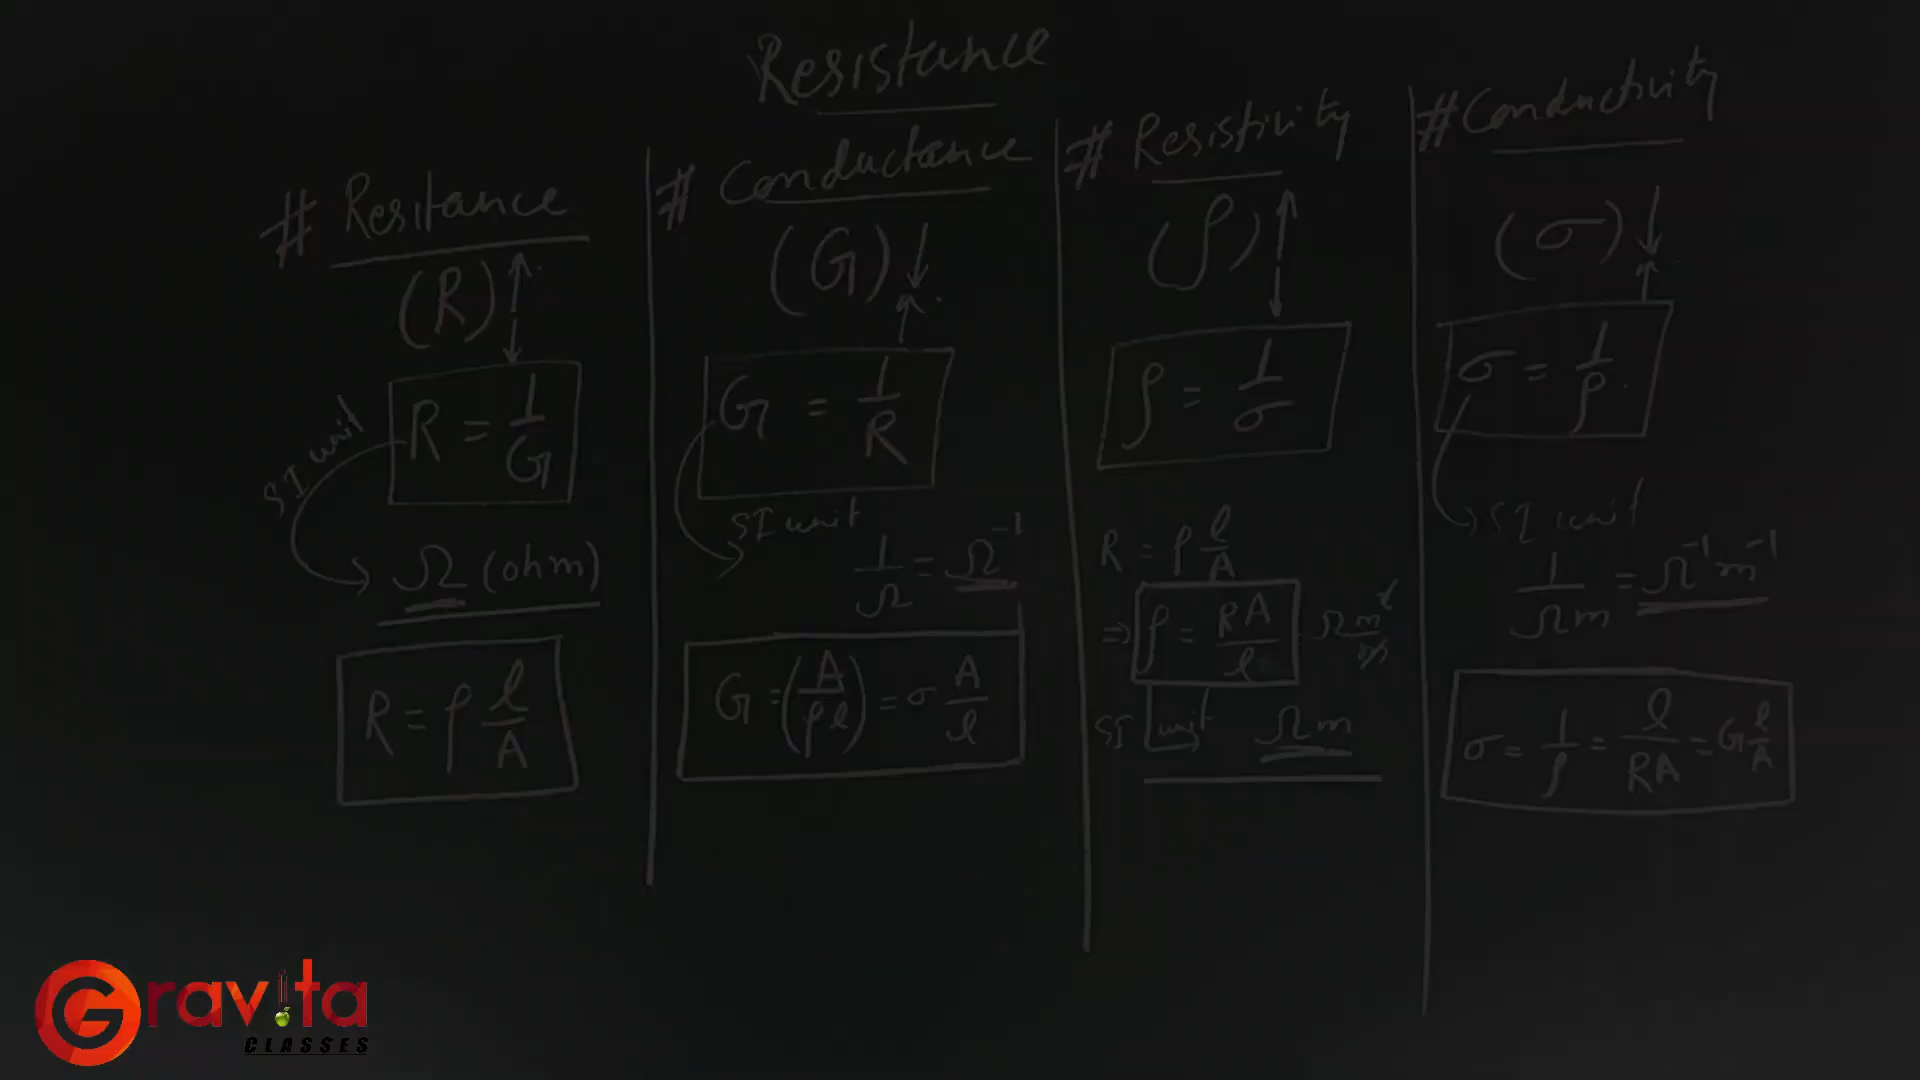 Resistance
# Resitance
(R)
R = 1/G
SI unit
Ω (ohm)
R = ρ l/A
# Conductance
(G)
G = 1/R
SI unit
1/Ω = Ω⁻¹
G = (A/ρl) = σ A/l
# Resistivity
(ρ)
ρ = 1/σ
R = ρ l/A
⇒ ρ = RA/l Ωm²/m
SI unit Ωm
# Conductivity
(σ)
σ = 1/ρ
SI unit
1/Ωm = Ω⁻¹m⁻¹
σ = 1/ρ = l/RA = G l/A
Gravita
CLASSES